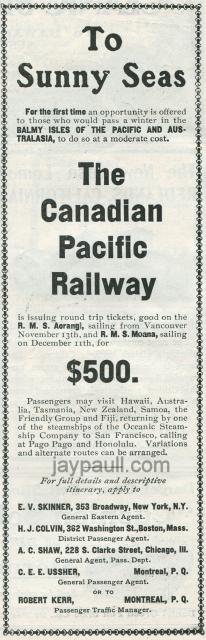 To
Sunny Seas
For the first time an opportunity is offered
to those who would pass a winter in the
BALMY ISLES OF THE PACIFIC AND AUS-
TRALASIA, to do so at a moderate cost.
The
Canadian
Pacific
Railway
is issuing round trip tickets, good on the
R. M. S. Aorangi, sailing from Vancouver
November 13th, and R. M. S. Moana, sailing
on December 11th, for
$500.
Passengers may visit Hawaii, Austra-
lia, Tasmania, New Zealand, Samoa, the
Friendly Group and Fiji, returning by one
of the steamships of the Oceanic Steam-
ship Company to San Francisco, calling
at Pago Pago and Honolulu. Variations
and alternate routes can be arranged.
jaypaull.com
For full details and descriptive
itinerary, apply to
E. V. SKINNER, 353 Broadway, New York, N.Y.
General Eastern Agent.
H. J. COLVIN, 362 Washington St., Boston, Mass.
District Passenger Agent.
A. C. SHAW, 228 S. Clarke Street, Chicago, Ill.
General Agent, Pass. Dept.
C. E. E. USSHER, Montreal, P. Q.
General Passenger Agent.
OR TO
ROBERT KERR, MONTREAL, P. Q.
Passenger Traffic Manager.